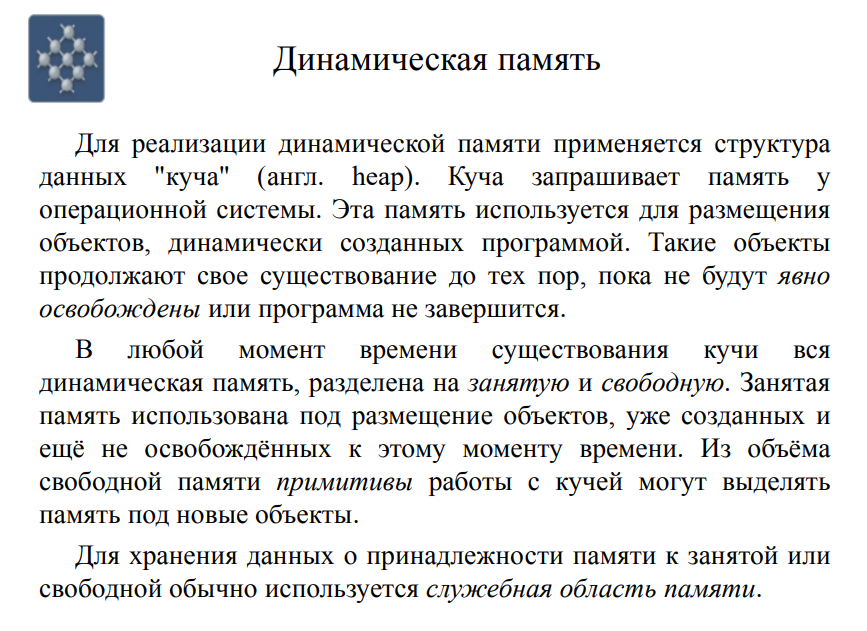 Динамическая память
Для реализации динамической памяти применяется структура
данных "куча" (англ. heap). Куча запрашивает память у
операционной системы. Эта память используется для размещения
объектов, динамически созданных программой. Такие объекты
продолжают свое существование до тех пор, пока не будут явно
освобождены или программа не завершится.
В любой момент времени существования кучи вся
динамическая память, разделена на занятую и свободную. Занятая
память использована под размещение объектов, уже созданных и
ещё не освобождённых к этому моменту времени. Из объёма
свободной памяти примитивы работы с кучей могут выделять
память под новые объекты.
Для хранения данных о принадлежности памяти к занятой или
свободной обычно используется служебная область памяти.